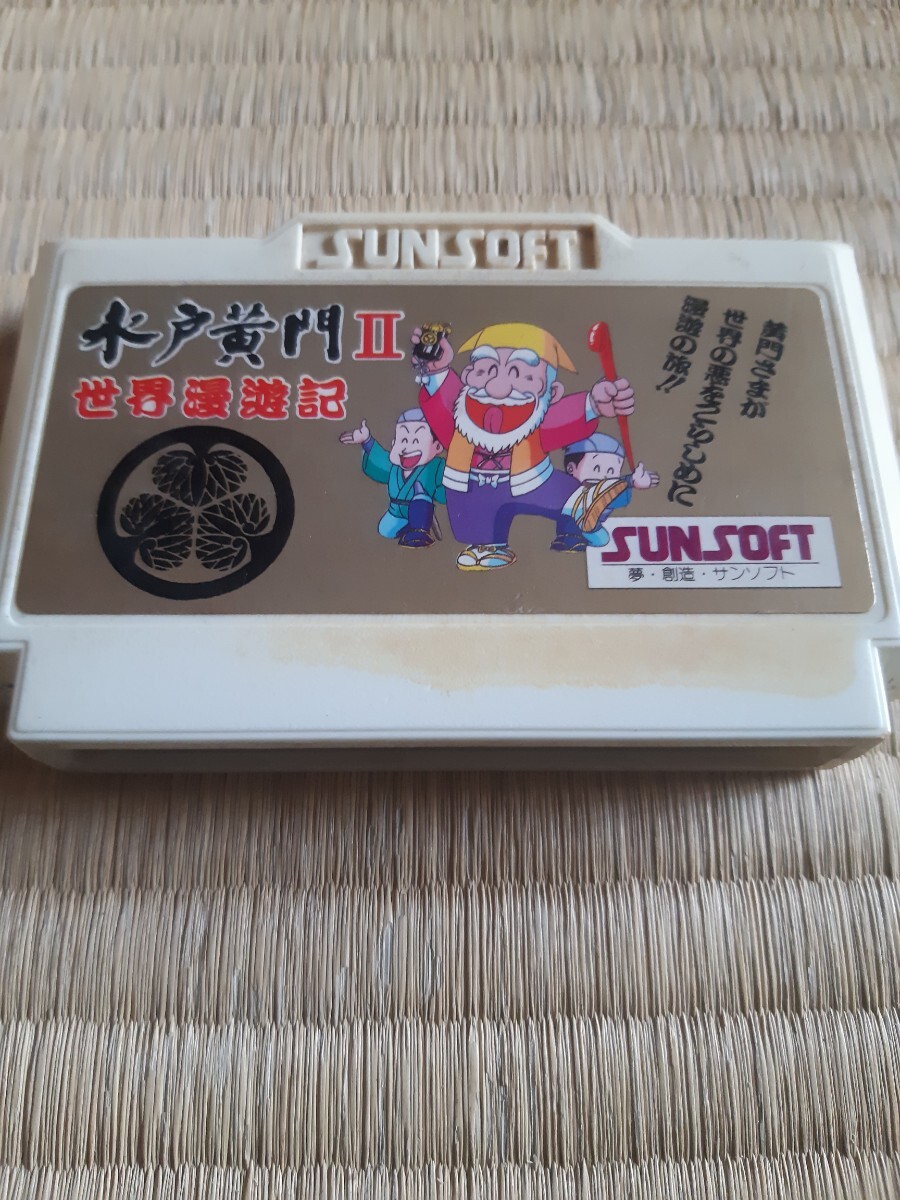 SUNSOFT
水戸黄門II
世界漫遊記
黄門さまが
世界の悪をこらしめに
漫遊の旅!!
SUNSOFT
夢・創造・サンソフト